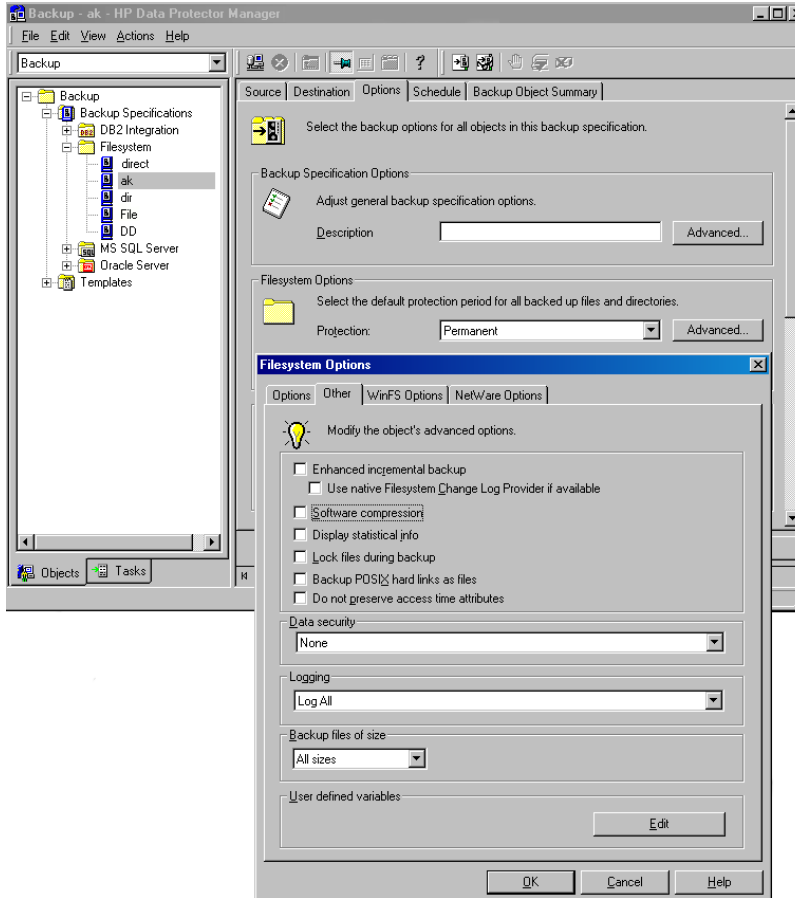 Backup - ak - HP Data Protector Manager
File Edit View Actions Help
Backup
Backup
Backup Specifications
DB2 Integration
Filesystem
direct
ak
dir
File
DD
MS SQL Server
Oracle Server
Templates
Objects Tasks
Source Destination Options Schedule Backup Object Summary
Select the backup options for all objects in this backup specification.
Backup Specification Options
Adjust general backup specification options.
Description Advanced...
Filesystem Options
Select the default protection period for all backed up files and directories.
Protection: Permanent Advanced...
Filesystem Options
Options Other WinFS Options NetWare Options
Modify the object's advanced options.
Enhanced incremental backup
Use native Filesystem Change Log Provider if available
Software compression
Display statistical info
Lock files during backup
Backup POSIX hard links as files
Do not preserve access time attributes
Data security
None
Logging
Log All
Backup files of size
All sizes
User defined variables
Edit
OK Cancel Help